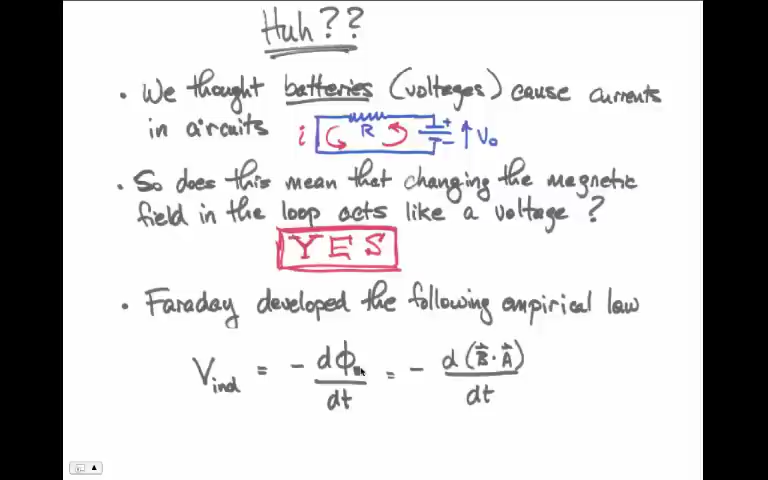 Huh??
• We thought batteries (voltages) cause currents
in circuits
i R + − V₀
• So does this mean that changing the magnetic
field in the loop acts like a voltage?
YES
• Faraday developed the following empirical law
V_ind = − dϕ/dt = − d(B⃗·A⃗)/dt